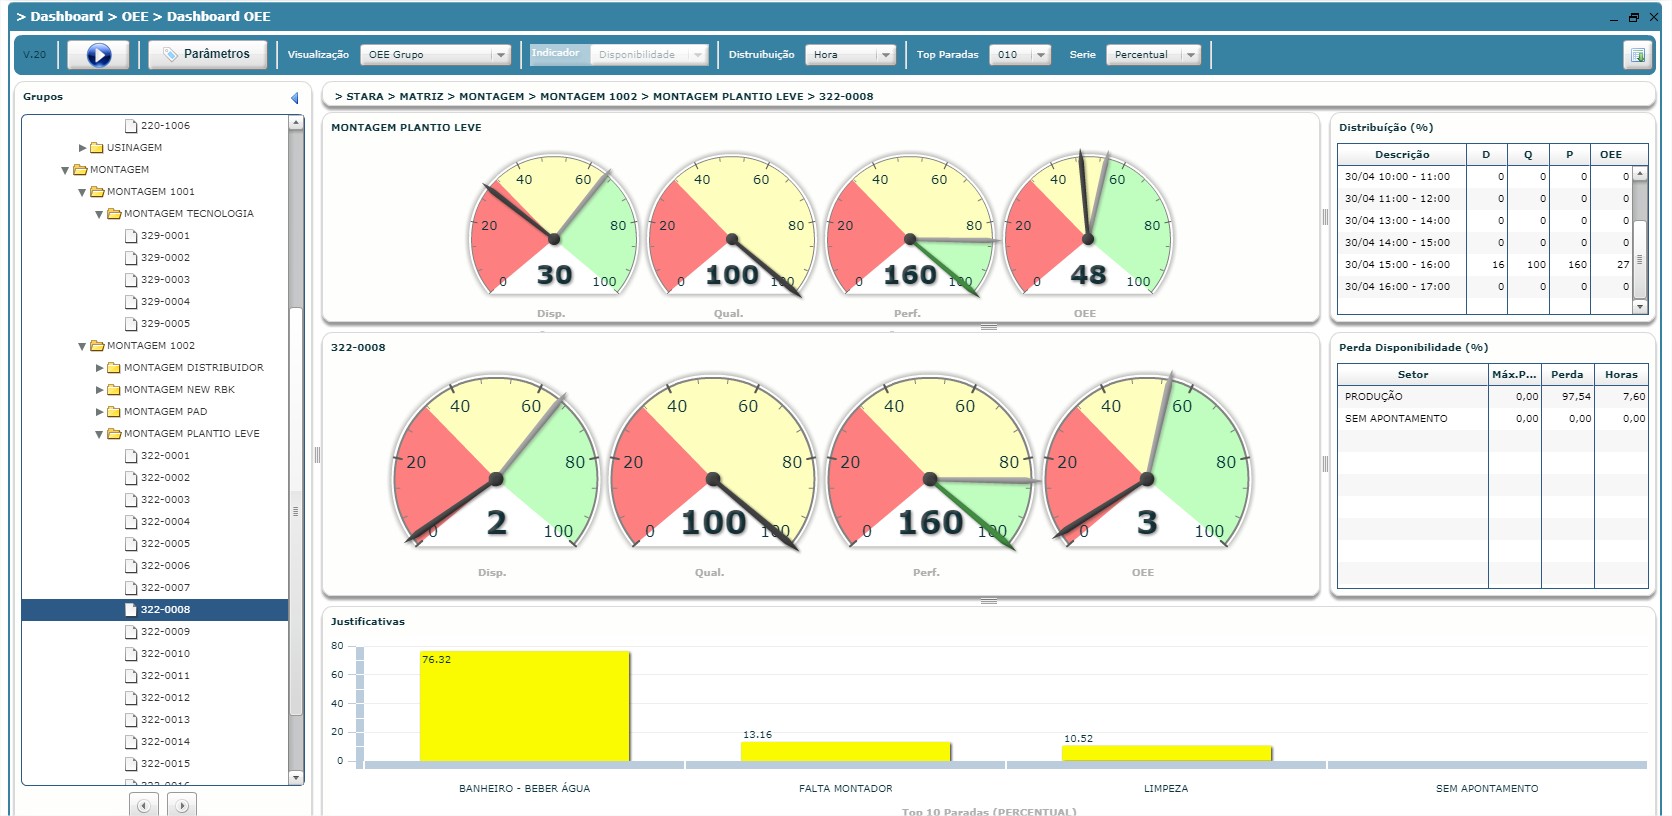 > Dashboard > OEE > Dashboard OEE
V.20
Parâmetros
Visualização
OEE Grupo
Indicador
Disponibilidade
Distruibuição
Hora
Top Paradas
010
Serie
Percentual
Grupos
220-1006
USINAGEM
MONTAGEM
MONTAGEM 1001
MONTAGEM TECNOLOGIA
329-0001
329-0002
329-0003
329-0004
329-0005
MONTAGEM 1002
MONTAGEM DISTRIBUIDOR
MONTAGEM NEW RBK
MONTAGEM PAD
MONTAGEM PLANTIO LEVE
322-0001
322-0002
322-0003
322-0004
322-0005
322-0006
322-0007
322-0008
322-0009
322-0010
322-0011
322-0012
322-0013
322-0014
322-0015
322-0016
> STARA > MATRIZ > MONTAGEM > MONTAGEM 1002 > MONTAGEM PLANTIO LEVE > 322-0008
MONTAGEM PLANTIO LEVE
0 20 40 60 80 100
30
Disp.
0 20 40 60 80 100
100
Qual.
0 20 40 60 80 100
160
Perf.
0 20 40 60 80 100
48
OEE
322-0008
0 20 40 60 80 100
2
Disp.
0 20 40 60 80 100
100
Qual.
0 20 40 60 80 100
160
Perf.
0 20 40 60 80 100
3
OEE
Distribuíção (%)
Descrição D Q P OEE
30/04 10:00 - 11:00 0 0 0 0
30/04 11:00 - 12:00 0 0 0 0
30/04 13:00 - 14:00 0 0 0 0
30/04 14:00 - 15:00 0 0 0 0
30/04 15:00 - 16:00 16 100 160 27
30/04 16:00 - 17:00 0 0 0 0
Perda Disponibilidade (%)
Setor Máx.P... Perda Horas
PRODUÇÃO 0,00 97,54 7,60
SEM APONTAMENTO 0,00 0,00 0,00
Justificativas
80
60
40
20
0
76.32
13.16
10.52
BANHEIRO - BEBER ÁGUA
FALTA MONTADOR
LIMPEZA
SEM APONTAMENTO
Top 10 Paradas (PERCENTUAL)